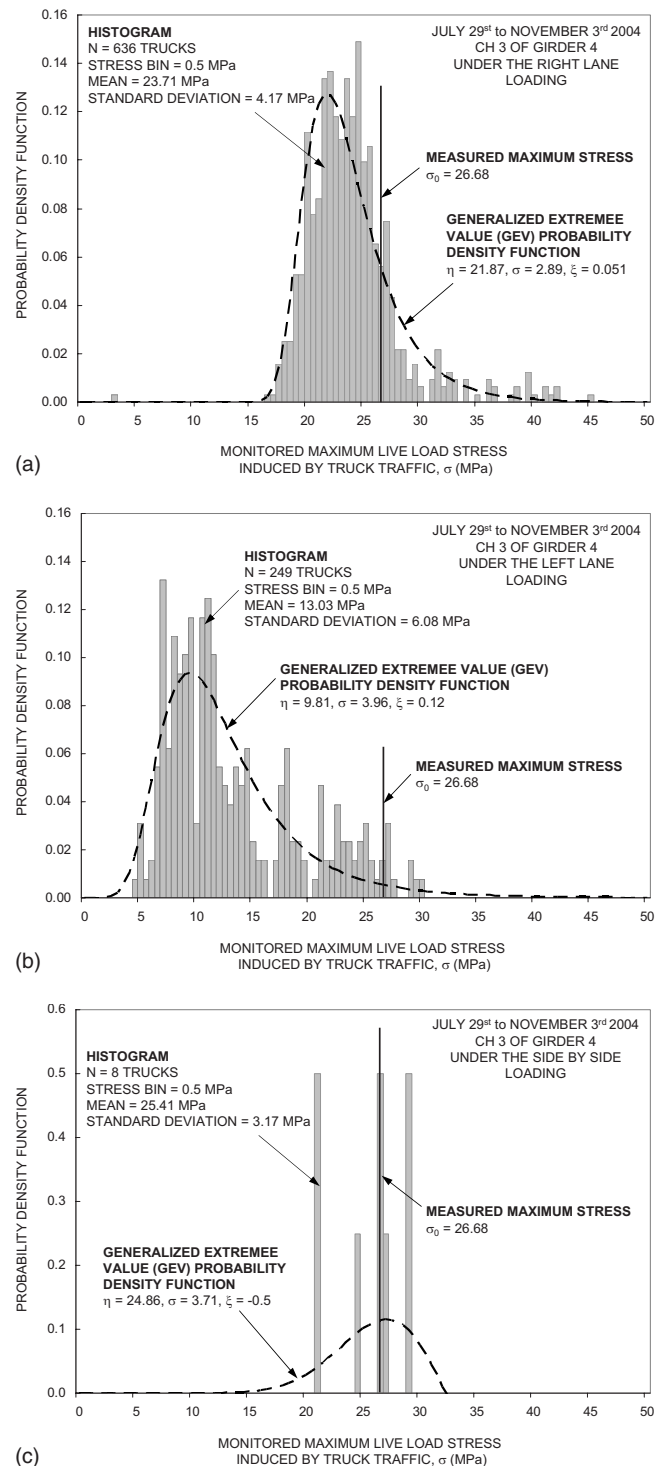 HISTOGRAM
N = 636 TRUCKS
STRESS BIN = 0.5 MPa
MEAN = 23.71 MPa
STANDARD DEVIATION = 4.17 MPa
JULY 29st to NOVEMBER 3rd 2004
CH 3 OF GIRDER 4
UNDER THE RIGHT LANE
LOADING
MEASURED MAXIMUM STRESS
σ0 = 26.68
GENERALIZED EXTREMEE
VALUE (GEV) PROBABILITY
DENSITY FUNCTION
η = 21.87, σ = 2.89, ξ = 0.051
PROBABILITY DENSITY FUNCTION
0.16
0.14
0.12
0.10
0.08
0.06
0.04
0.02
0.00
0 5 10 15 20 25 30 35 40 45 50
MONITORED MAXIMUM LIVE LOAD STRESS
INDUCED BY TRUCK TRAFFIC, σ (MPa)
(a)
JULY 29st to NOVEMBER 3rd 2004
CH 3 OF GIRDER 4
UNDER THE LEFT LANE
LOADING
HISTOGRAM
N = 249 TRUCKS
STRESS BIN = 0.5 MPa
MEAN = 13.03 MPa
STANDARD DEVIATION = 6.08 MPa
GENERALIZED EXTREMEE VALUE (GEV)
PROBABILITY DENSITY FUNCTION
η = 9.81, σ = 3.96, ξ = 0.12
MEASURED MAXIMUM STRESS
σ0 = 26.68
PROBABILITY DENSITY FUNCTION
0.16
0.14
0.12
0.10
0.08
0.06
0.04
0.02
0.00
0 5 10 15 20 25 30 35 40 45 50
MONITORED MAXIMUM LIVE LOAD STRESS
INDUCED BY TRUCK TRAFFIC, σ (MPa)
(b)
JULY 29st to NOVEMBER 3rd 2004
CH 3 OF GIRDER 4
UNDER THE SIDE BY SIDE
LOADING
HISTOGRAM
N = 8 TRUCKS
STRESS BIN = 0.5 MPa
MEAN = 25.41 MPa
STANDARD DEVIATION = 3.17 MPa
MEASURED MAXIMUM STRESS
σ0 = 26.68
GENERALIZED EXTREMEE
VALUE (GEV) PROBABILITY
DENSITY FUNCTION
η = 24.86, σ = 3.71, ξ = -0.5
PROBABILITY DENSITY FUNCTION
0.6
0.5
0.4
0.3
0.2
0.1
0.0
0 5 10 15 20 25 30 35 40 45 50
MONITORED MAXIMUM LIVE LOAD STRESS
INDUCED BY TRUCK TRAFFIC, σ (MPa)
(c)